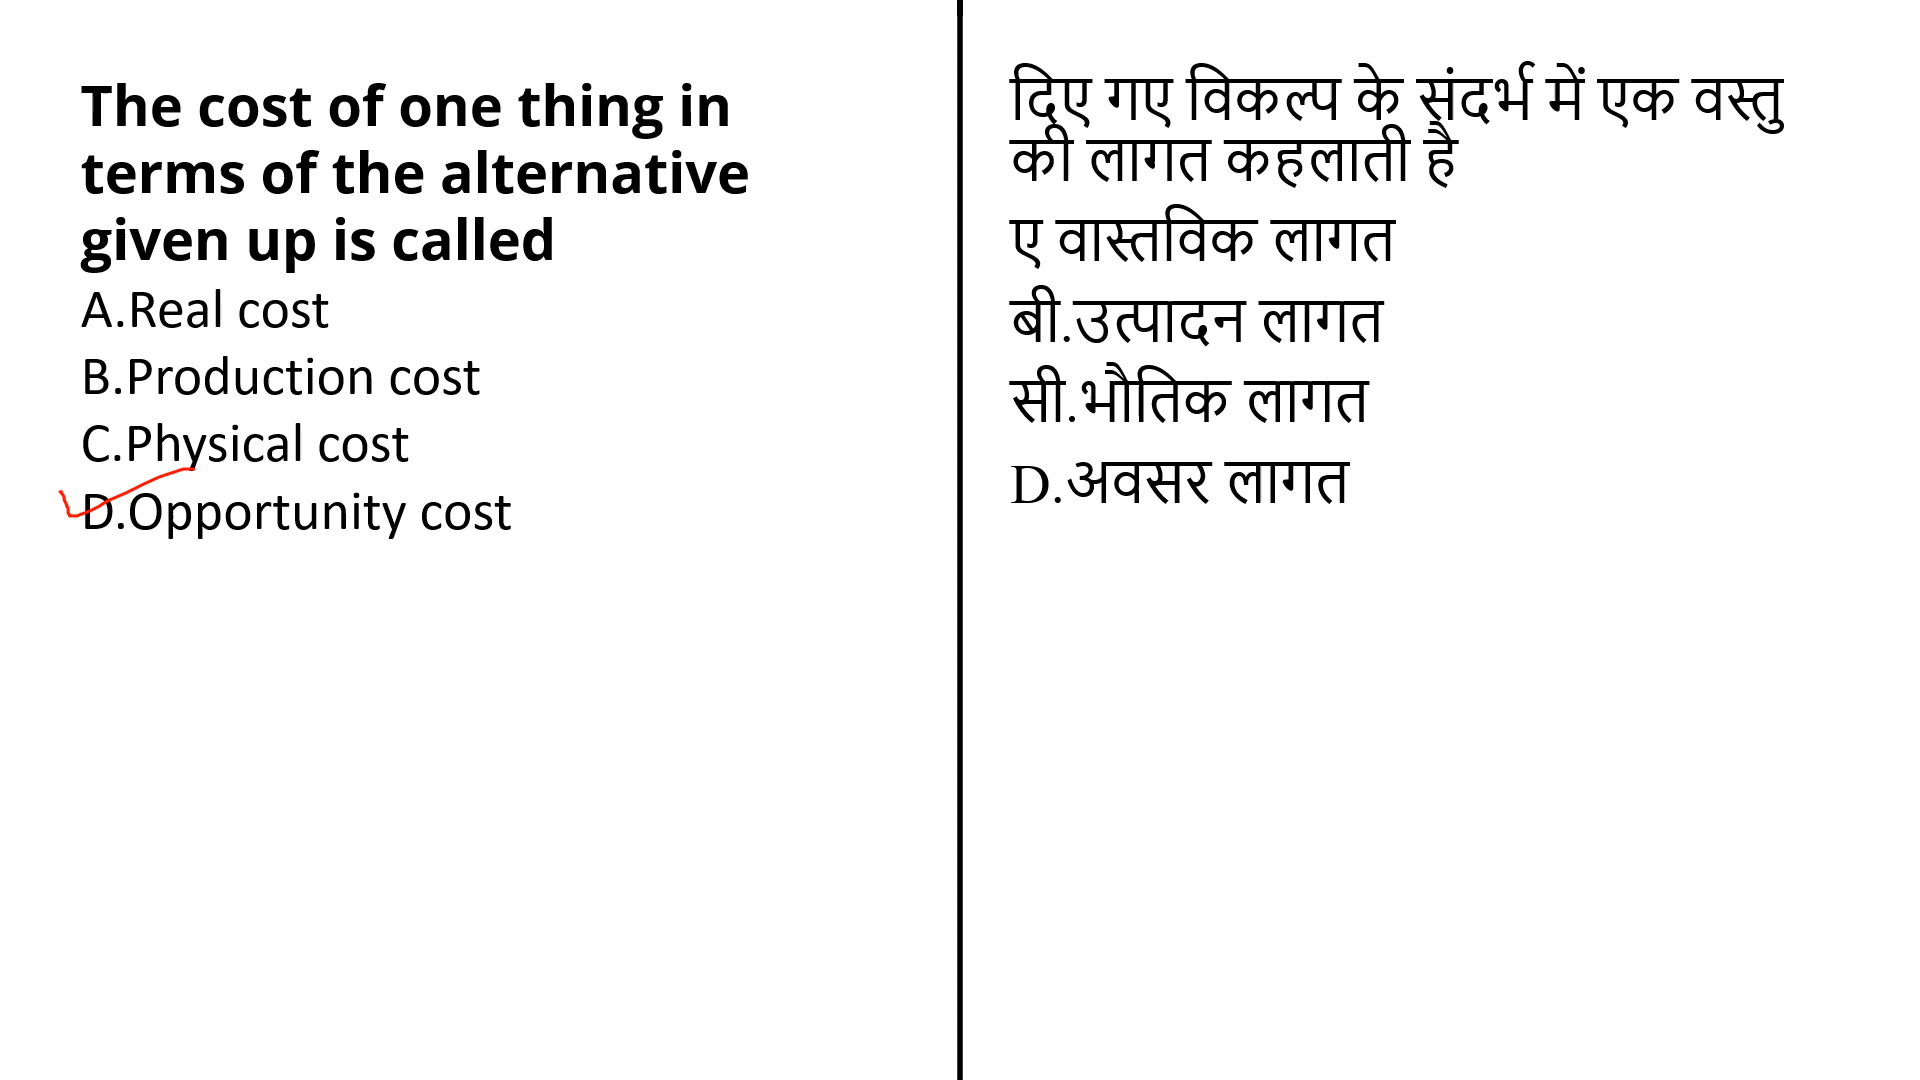 The cost of one thing in
terms of the alternative
given up is called
A.Real cost
B.Production cost
C.Physical cost
D.Opportunity cost
दिए गए विकल्प के संदर्भ में एक वस्तु
की लागत कहलाती है
ए वास्तविक लागत
बी.उत्पादन लागत
सी.भौतिक लागत
D.अवसर लागत